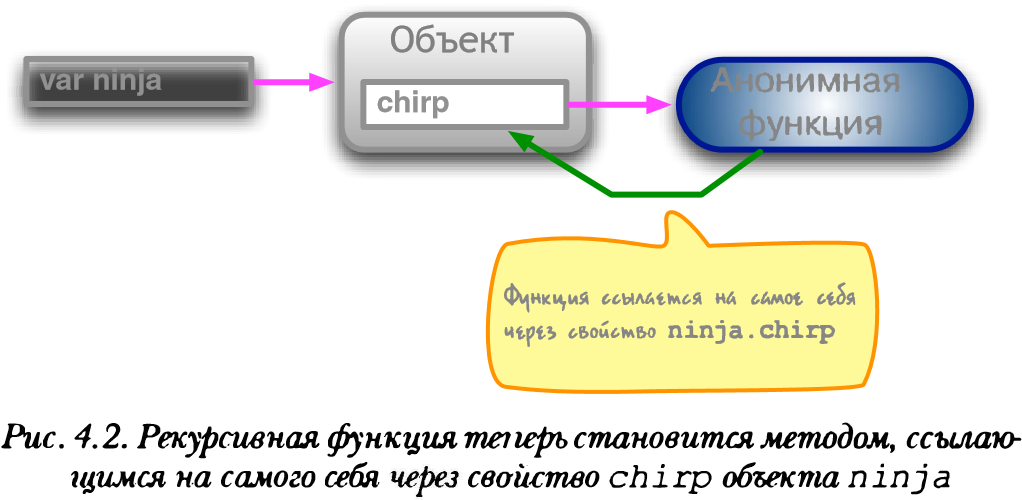 var ninja
Объект
chirp
Анонимная
функция
Функция ссылается на самое себя
через свойство ninja.chirp
Рис. 4.2. Рекурсивная функция теперь становится методом, ссылаю-
щимся на самого себя через свойство chirp объекта ninja